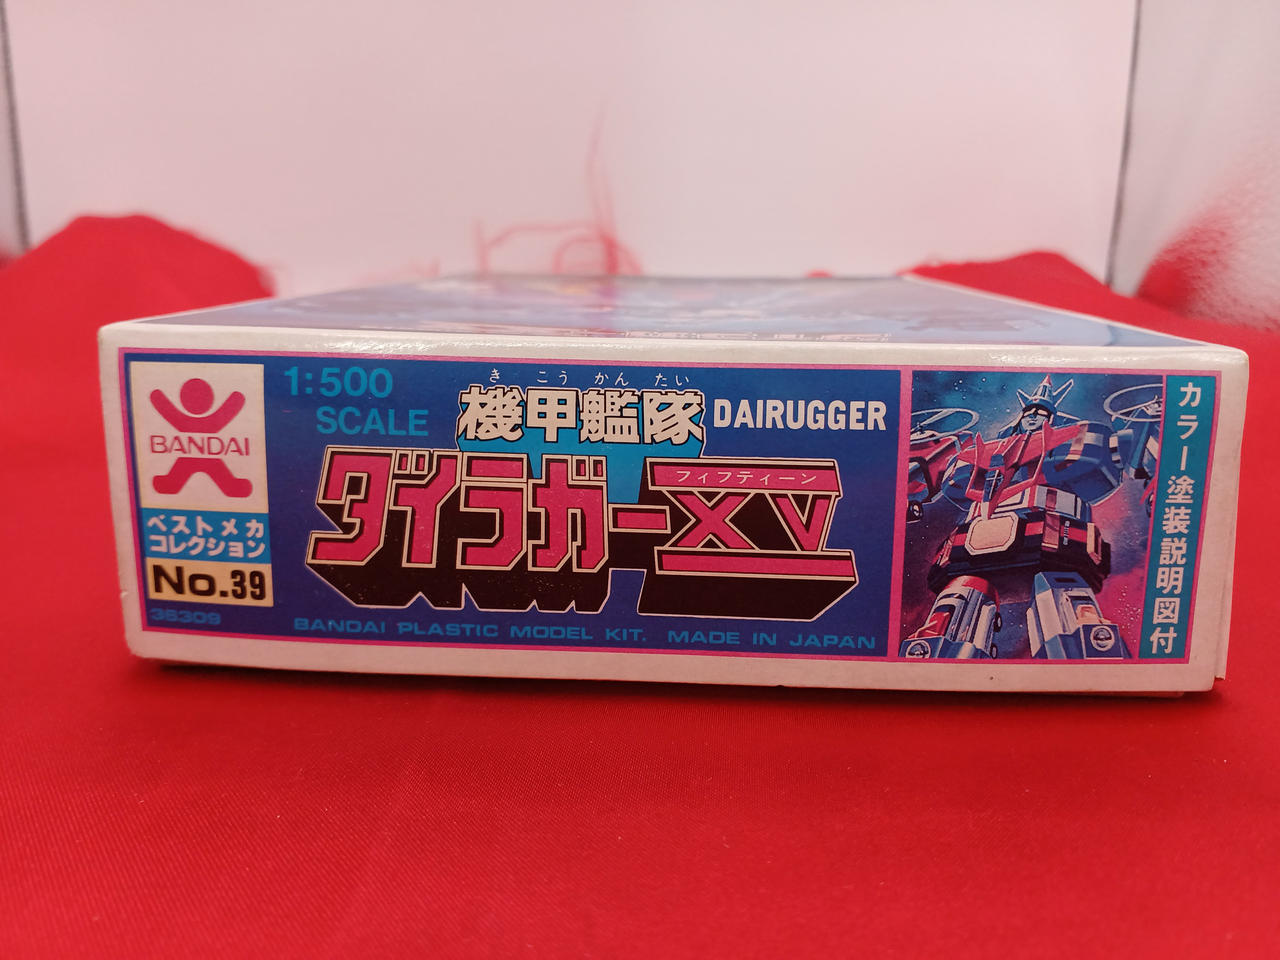 BANDAI
ベストメカ
コレクション
No.39
36309
1:500
SCALE
きこうかんたい
機甲艦隊
DAIRUGGER
フィフティーン
ダイラガーXV
BANDAI PLASTIC MODEL KIT. MADE IN JAPAN
カラー塗装説明図付